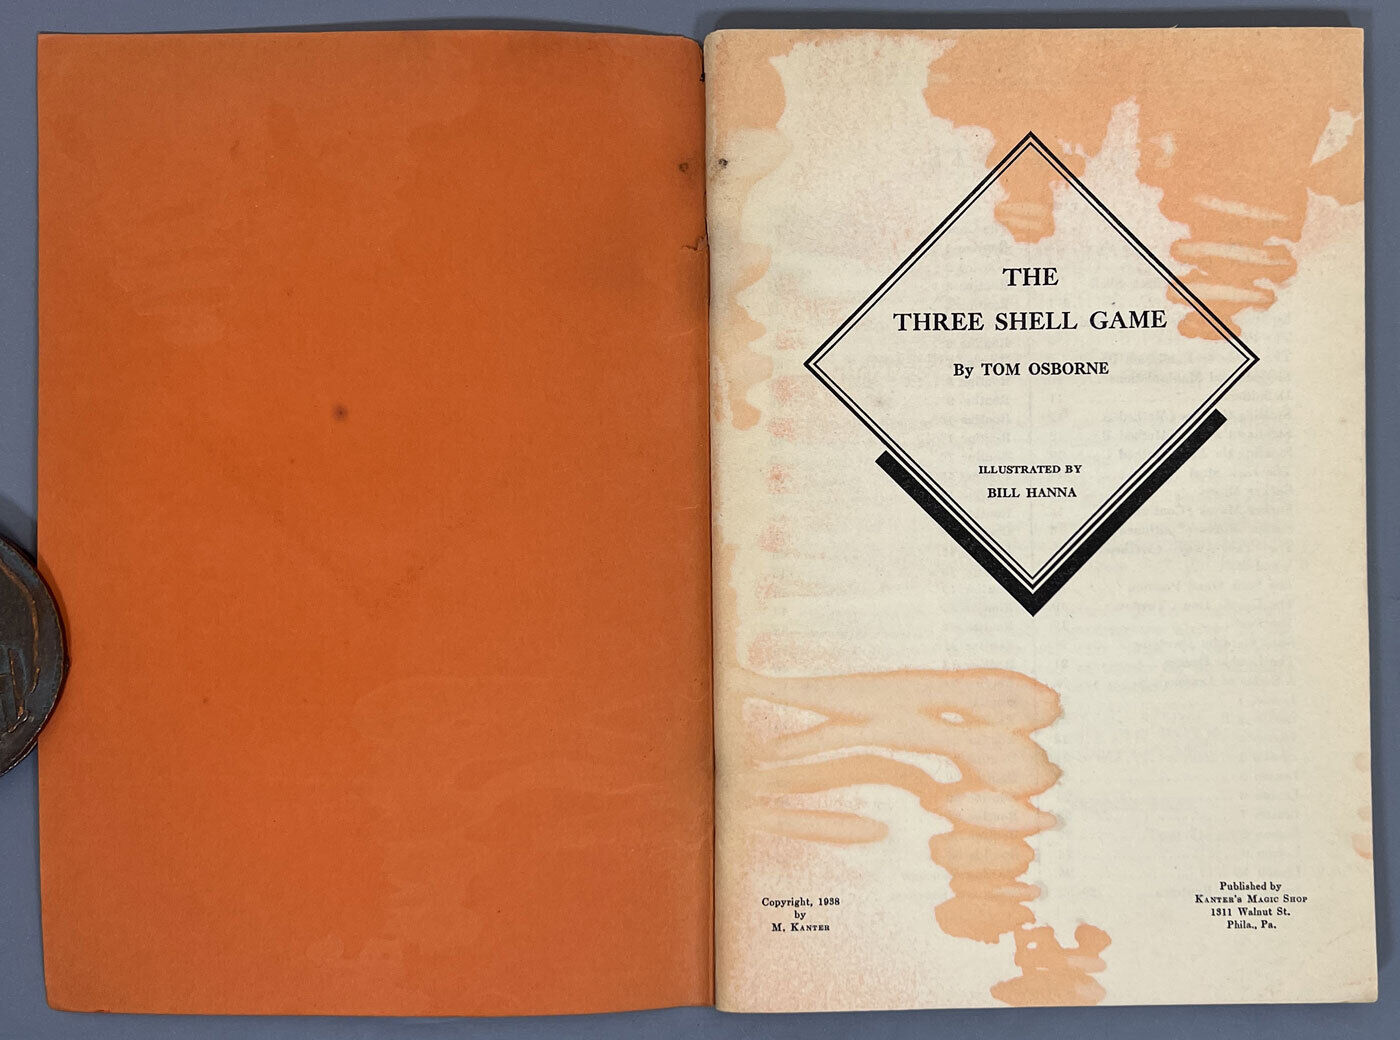 THE
THREE SHELL GAME
By TOM OSBORNE
ILLUSTRATED BY
BILL HANNA
Copyright, 1938
by
M. KANTER
Published by
KANTER'S MAGIC SHOP
1311 Walnut St.
Phila., Pa.